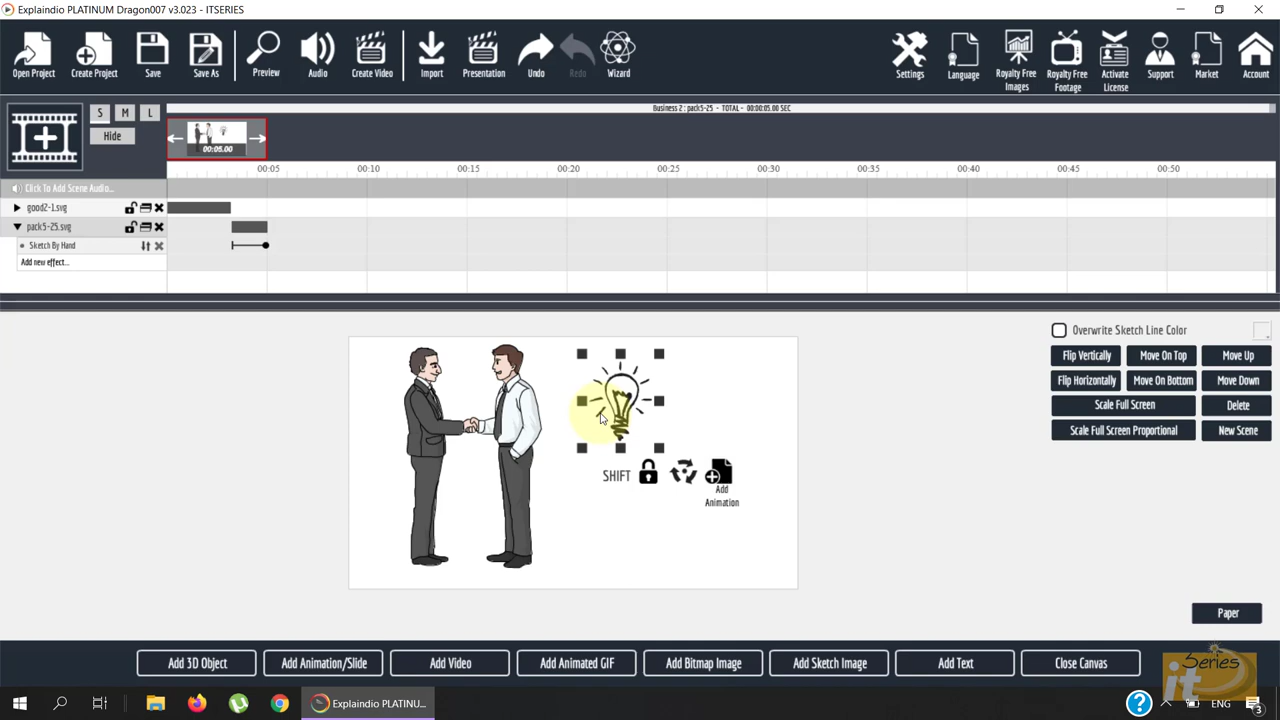 Explaindio PLATINUM Dragon007 v3.023 - ITSERIES
Open Project
Create Project
Save
Save As
Preview
Audio
Create Video
Import
Presentation
Undo
Redo
Wizard
Settings
Language
Royalty Free
Images
Royalty Free
Footage
Activate
License
Support
Market
Account
S M L
Hide
Business 2 : pack5-25 - TOTAL - 00:00:05.00 SEC
00:05.00
00:05 00:10 00:15 00:20 00:25 00:30 00:35 00:40 00:45 00:50
Click To Add Scene Audio...
good2-1.svg
pack5-25.svg
Sketch By Hand
Add new effect...
SHIFT
Add
Animation
Overwrite Sketch Line Color
Flip Vertically Move On Top Move Up
Flip Horizontally Move On Bottom Move Down
Scale Full Screen Delete
Scale Full Screen Proportional New Scene
Paper
Add 3D Object Add Animation/Slide Add Video Add Animated GIF Add Bitmap Image Add Sketch Image Add Text Close Canvas
it Series
Explaindio PLATINU...
ENG
3